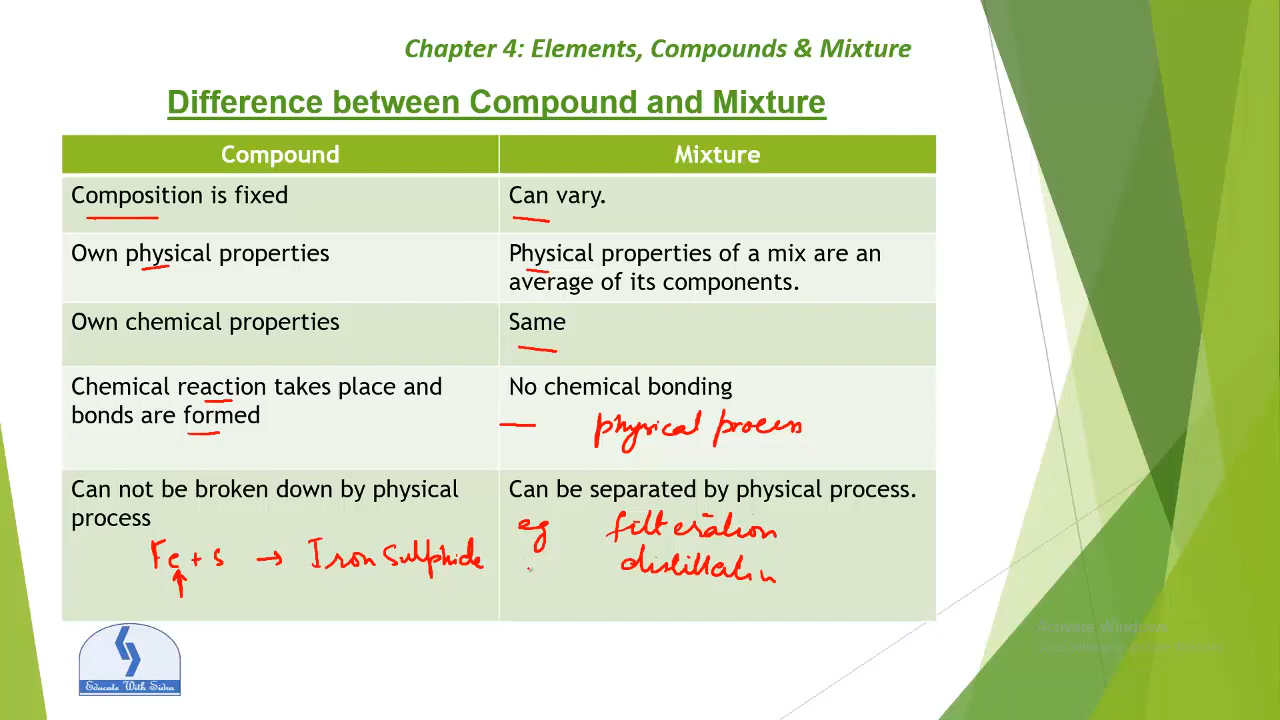 Chapter 4: Elements, Compounds & Mixture
Difference between Compound and Mixture
Compound
Mixture
Composition is fixed
Can vary.
Own physical properties
Physical properties of a mix are an
average of its components.
Own chemical properties
Same
Chemical reaction takes place and
bonds are formed
No chemical bonding
physical process
Can not be broken down by physical
process
Fe + S → Iron Sulphide
Can be separated by physical process.
eg filteration
distillation
Educate With Sidra
Activate Windows